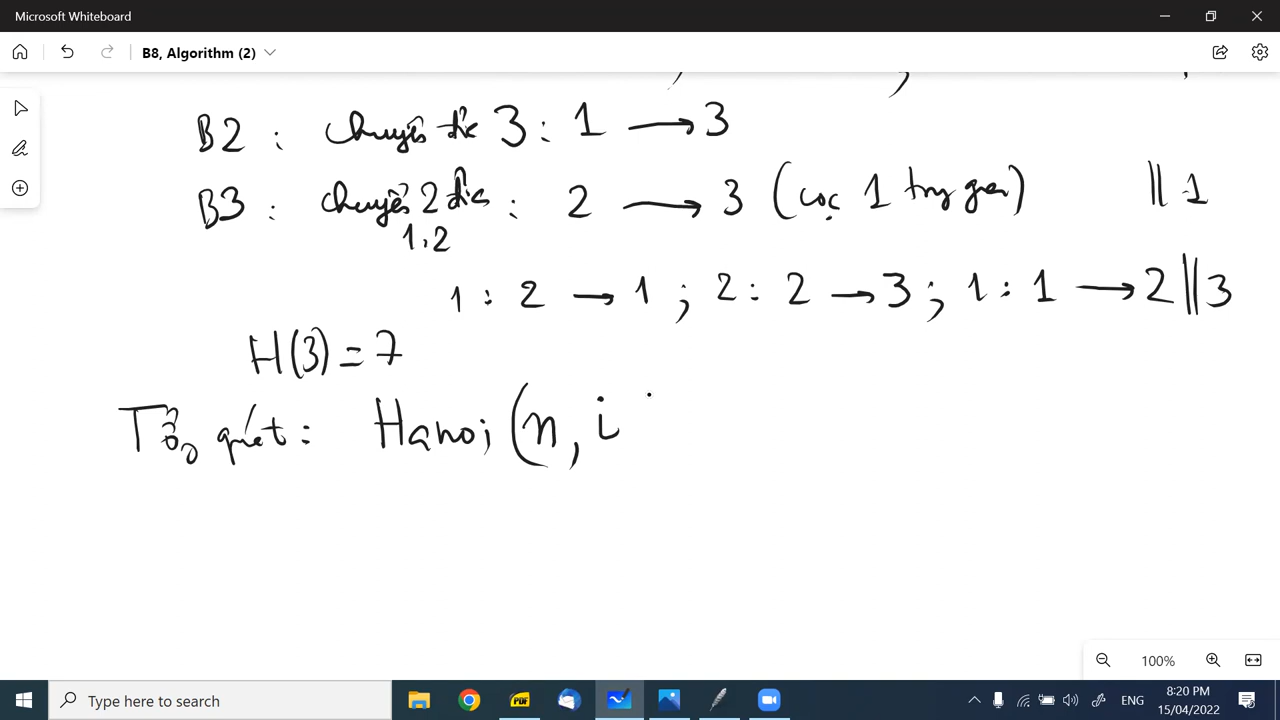 Microsoft Whiteboard
B8, Algorithm (2)
B2 : chuyển đĩa 3 : 1 → 3
B3 : chuyển 2 đĩa : 2 → 3 (cọc 1 trg gian) || 1
1, 2
1 : 2 → 1 ; 2 : 2 → 3 ; 1 : 1 → 2 || 3
H(3) = 7
Tổng quát : Hanoi (n, i
100%
Type here to search
ENG
8:20 PM
15/04/2022